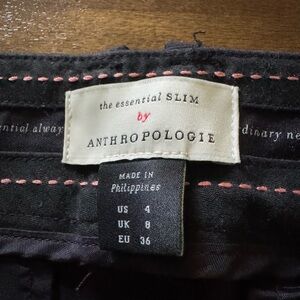 the essential SLIM
by
ANTHROPOLOGIE
MADE IN
Philippines
US 4
UK 8
EU 36